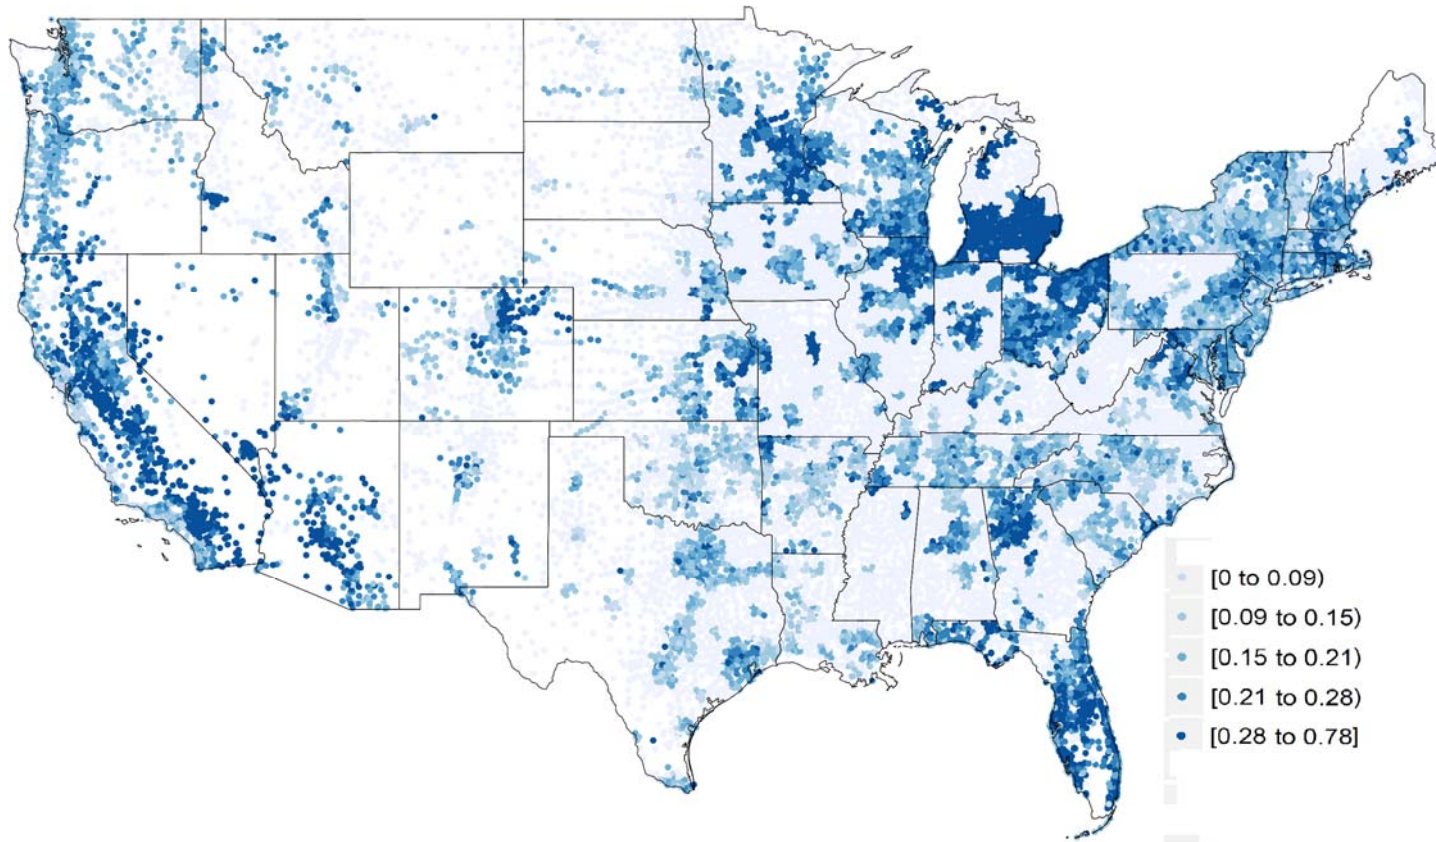 [0 to 0.09)
[0.09 to 0.15)
[0.15 to 0.21)
[0.21 to 0.28)
[0.28 to 0.78]